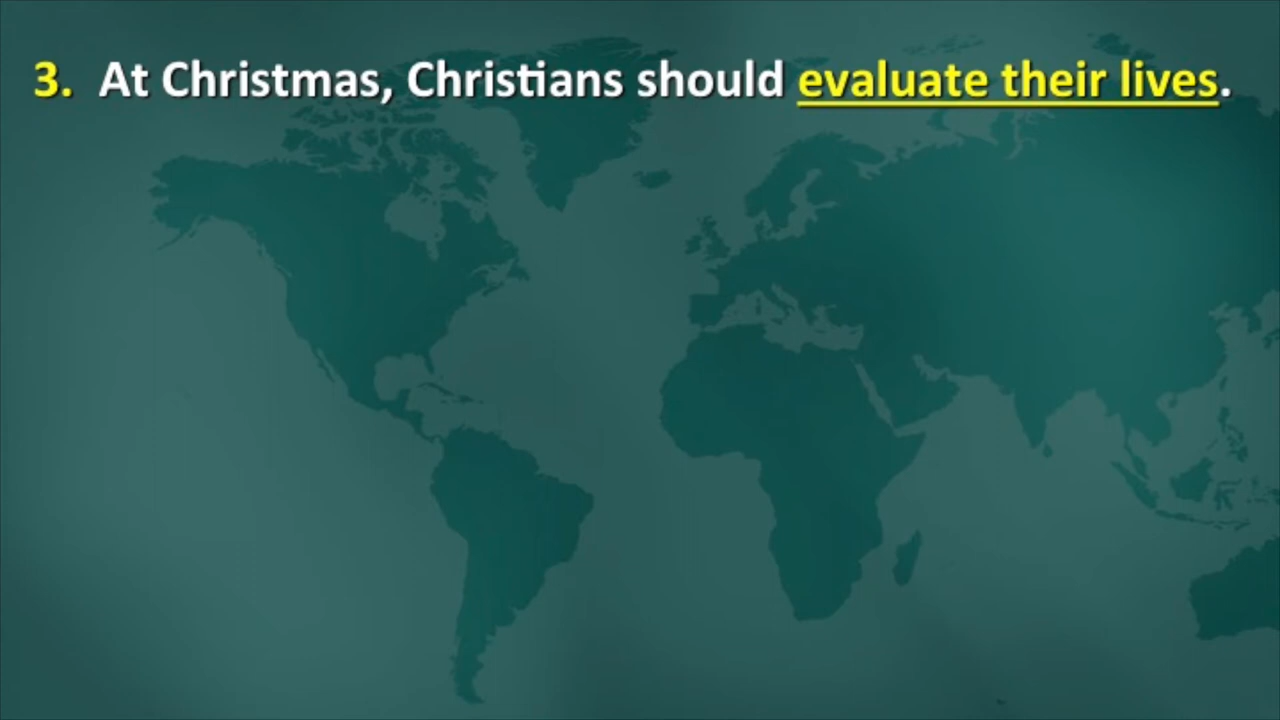 3. At Christmas, Christians should evaluate their lives.